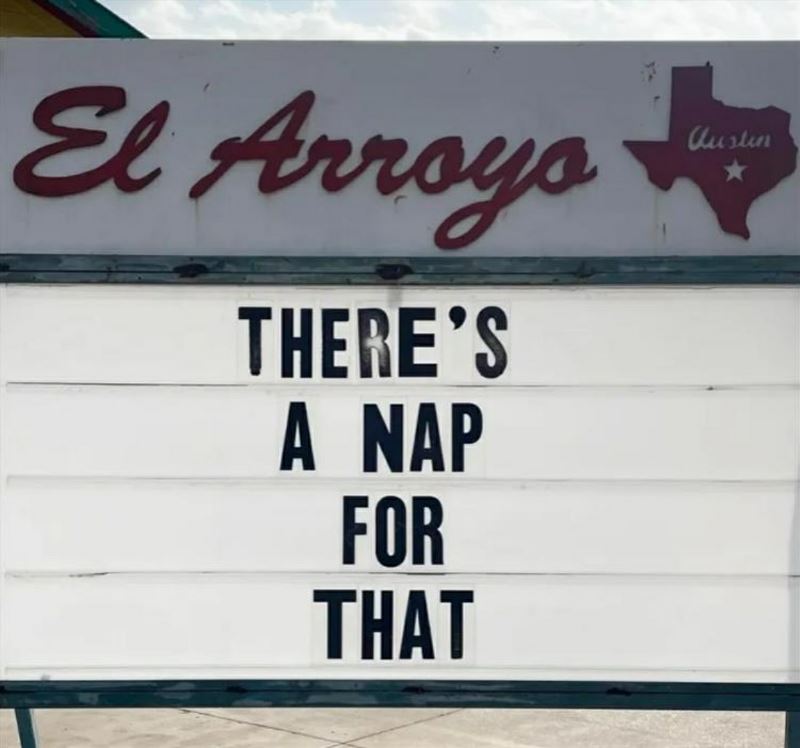 El Arroyo
Austin
THERE'S
A NAP
FOR
THAT